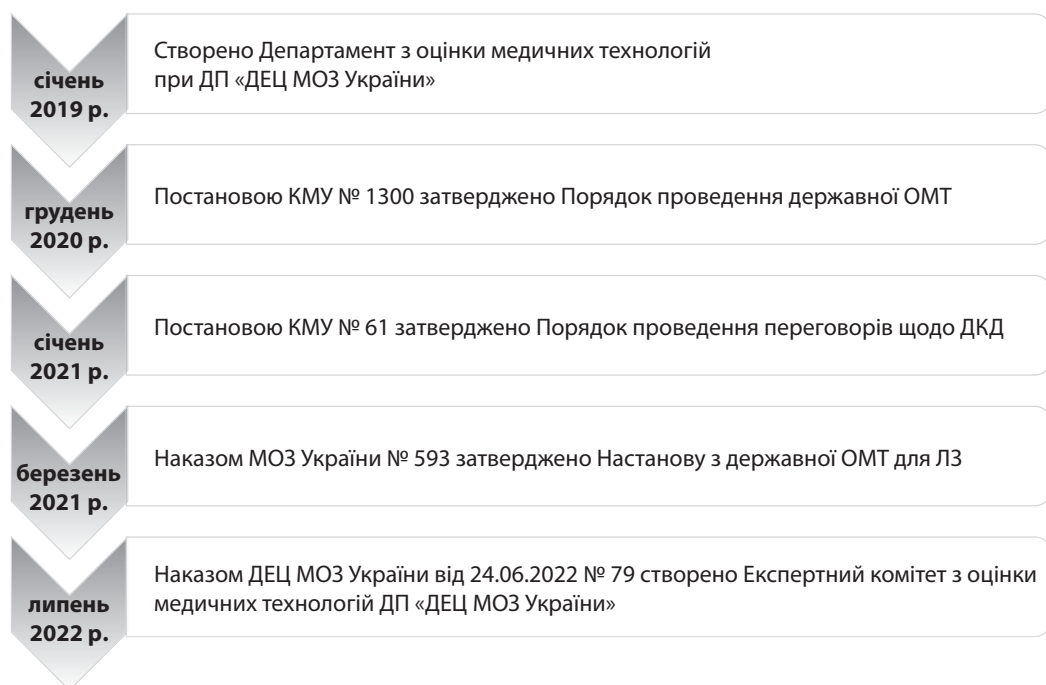 січень
2019 р.
Створено Департамент з оцінки медичних технологій
при ДП «ДЕЦ МОЗ України»
грудень
2020 р.
Постановою КМУ № 1300 затверджено Порядок проведення державної ОМТ
січень
2021 р.
Постановою КМУ № 61 затверджено Порядок проведення переговорів щодо ДКД
березень
2021 р.
Наказом МОЗ України № 593 затверджено Настанову з державної ОМТ для ЛЗ
липень
2022 р.
Наказом ДЕЦ МОЗ України від 24.06.2022 № 79 створено Експертний комітет з оцінки
медичних технологій ДП «ДЕЦ МОЗ України»